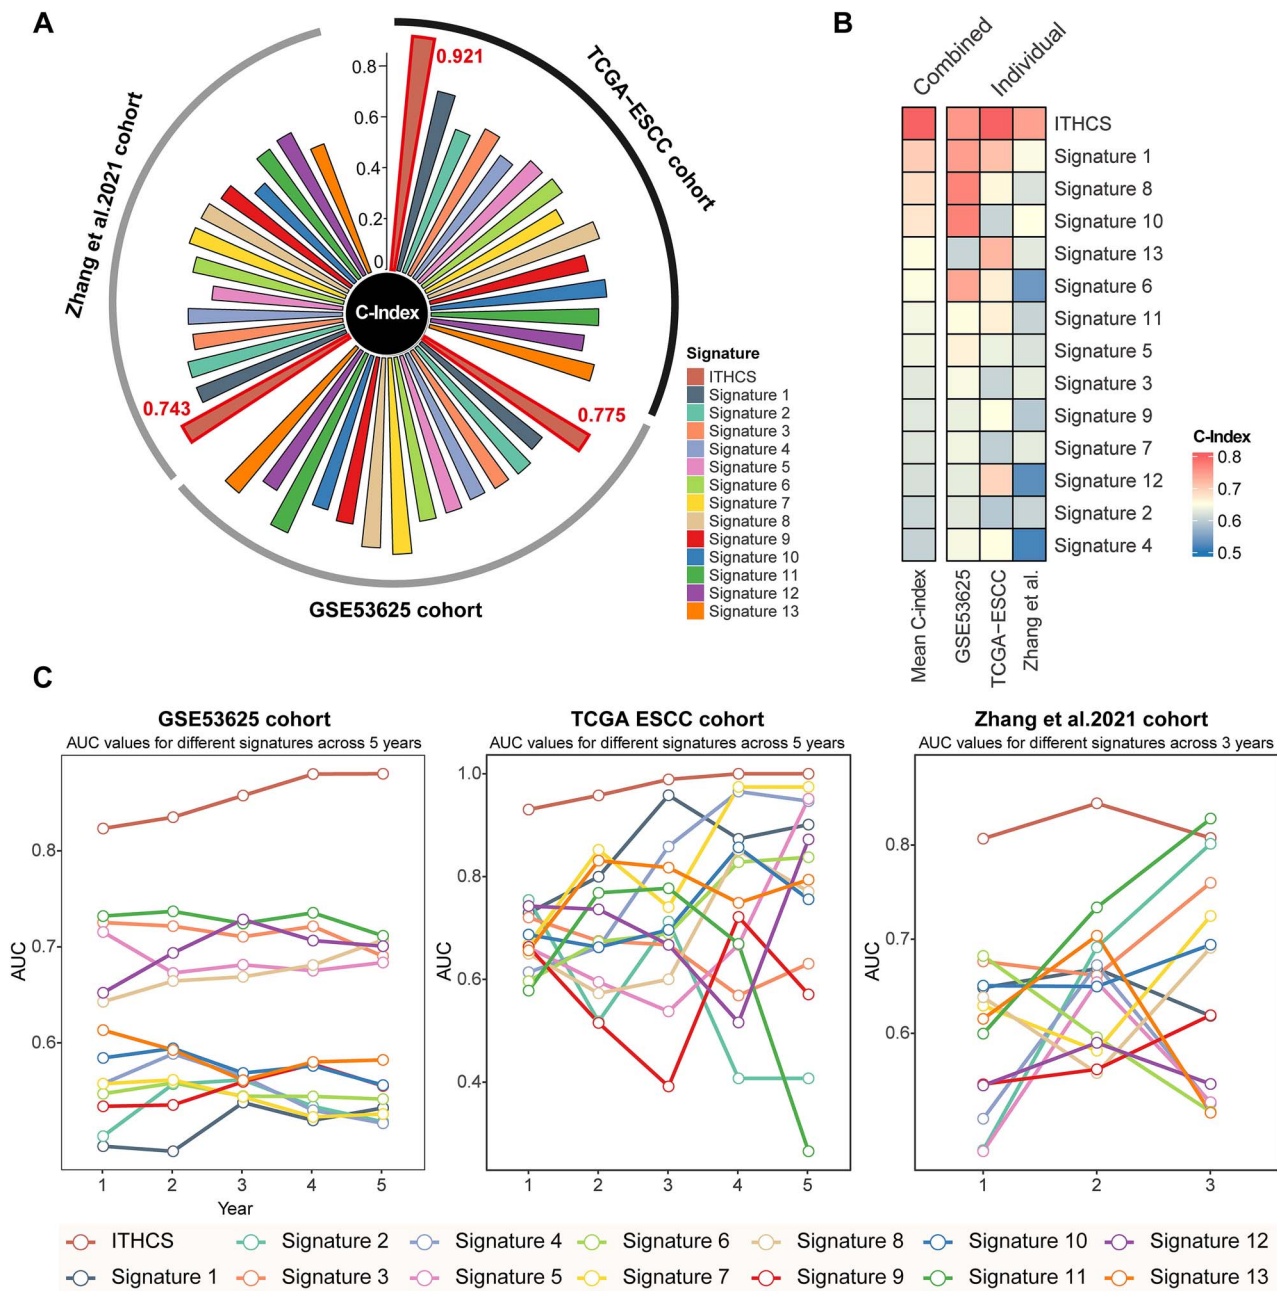 A
0.8
0.6
0.4
0.2
0
0.921
TCGA−ESCC cohort
Zhang et al.2021 cohort
C-Index
0.743
0.775
GSE53625 cohort
Signature
ITHCS
Signature 1
Signature 2
Signature 3
Signature 4
Signature 5
Signature 6
Signature 7
Signature 8
Signature 9
Signature 10
Signature 11
Signature 12
Signature 13
B
Combined
Individual
ITHCS
Signature 1
Signature 8
Signature 10
Signature 13
Signature 6
Signature 11
Signature 5
Signature 3
Signature 9
Signature 7
Signature 12
Signature 2
Signature 4
Mean C-index
GSE53625
TCGA−ESCC
Zhang et al.
C-Index
0.8
0.7
0.6
0.5
C
GSE53625 cohort
AUC values for different signatures across 5 years
AUC
0.8
0.7
0.6
1 2 3 4 5
Year
TCGA ESCC cohort
AUC values for different signatures across 5 years
AUC
1.0
0.8
0.6
0.4
1 2 3 4 5
Zhang et al.2021 cohort
AUC values for different signatures across 3 years
AUC
0.8
0.7
0.6
1 2 3
ITHCS Signature 2 Signature 4 Signature 6 Signature 8 Signature 10 Signature 12
Signature 1 Signature 3 Signature 5 Signature 7 Signature 9 Signature 11 Signature 13